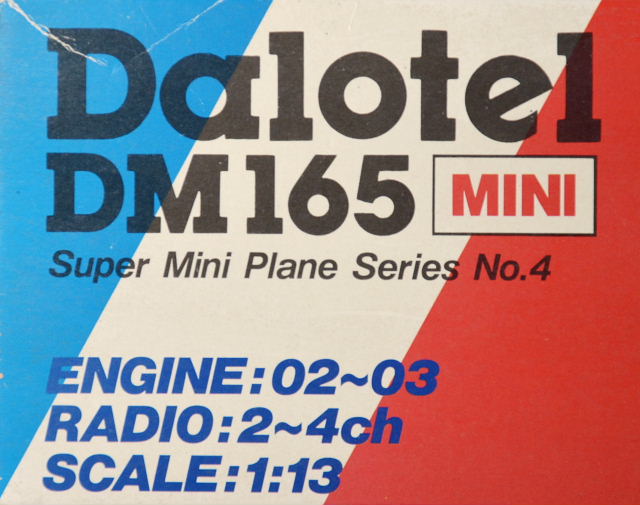 Dalotel
DM165 MINI
Super Mini Plane Series No.4
ENGINE:02~03
RADIO:2~4ch
SCALE:1:13